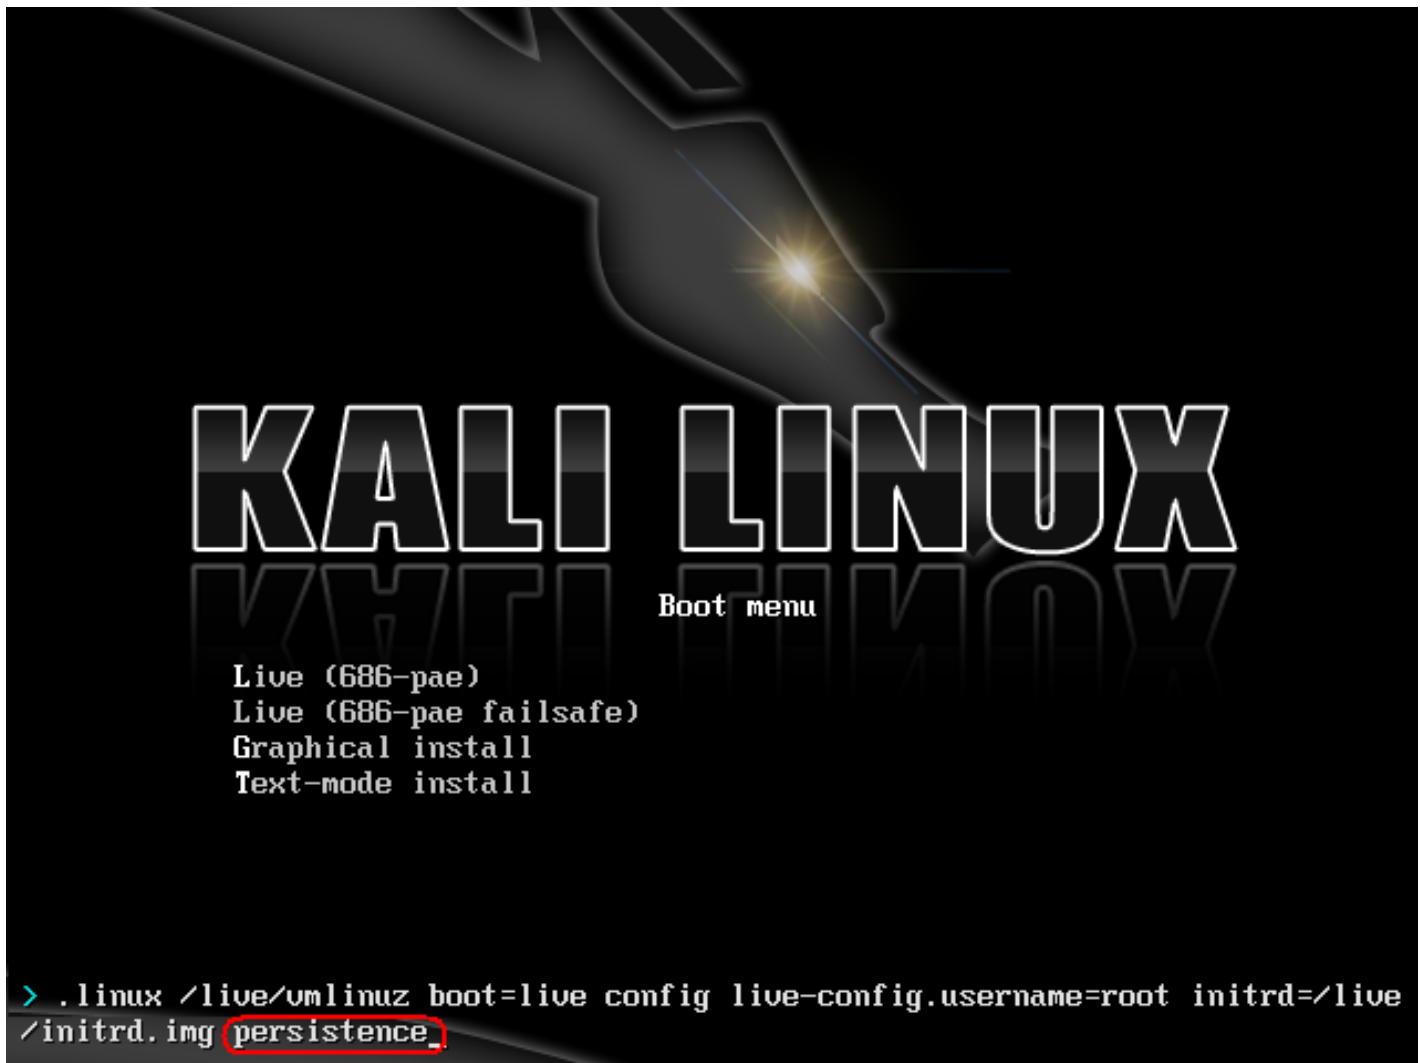 KALI LINUX
Boot menu
Live (686-pae)
Live (686-pae failsafe)
Graphical install
Text-mode install
> .linux /live/vmlinuz boot=live config live-config.username=root initrd=/live
/initrd.img persistence_